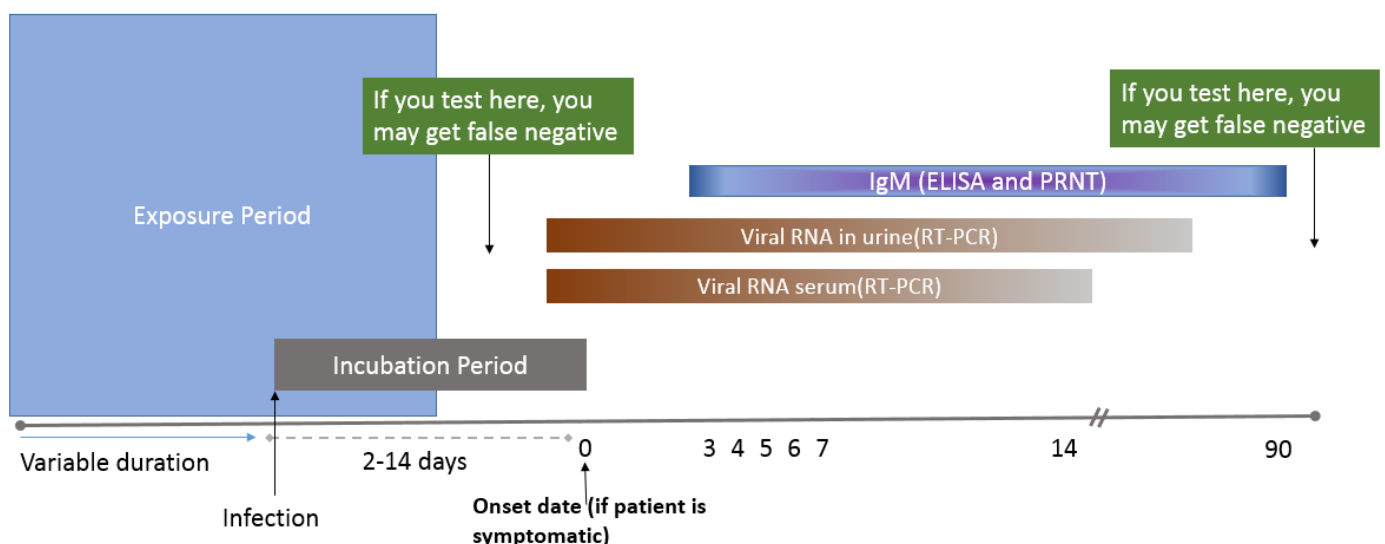 If you test here, you
may get false negative
If you test here, you
may get false negative
IgM (ELISA and PRNT)
Exposure Period
Viral RNA in urine(RT-PCR)
Viral RNA serum(RT-PCR)
Incubation Period
Variable duration
2-14 days
0
3 4 5 6 7
14
90
Infection
Onset date (if patient is
symptomatic)